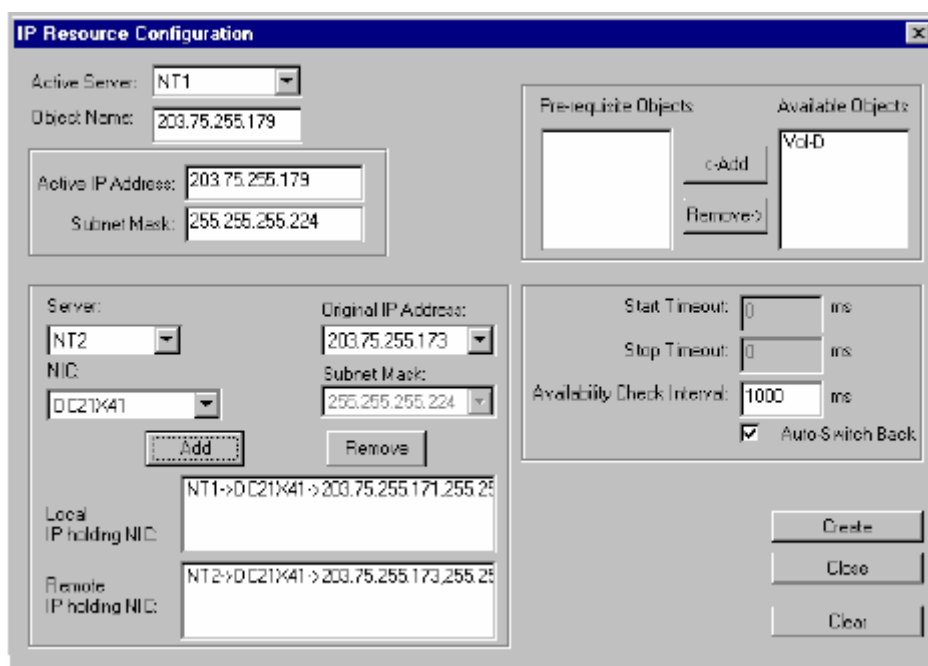 IP Resource Configuration
Active Server: NT1
Object Name: 203.75.255.179
Active IP Address: 203.75.255.179
Subnet Mask: 255.255.255.224
Pre-requisite Objects
Available Objects
Vol-D
<-Add
Remove->
Server:
NT2
Original IP Address:
203.75.255.173
NIC:
DC21X41
Subnet Mask:
255.255.255.224
Add
Remove
Local
IP holding NIC:
NT1->DC21X41->203.75.255.171,255.25
Remote
IP holding NIC:
NT2->DC21X41->203.75.255.173,255.25
Start Timeout: 0 ms
Stop Timeout: 0 ms
Availability Check Interval: 1000 ms
Auto-Switch Back
Create
Close
Clear